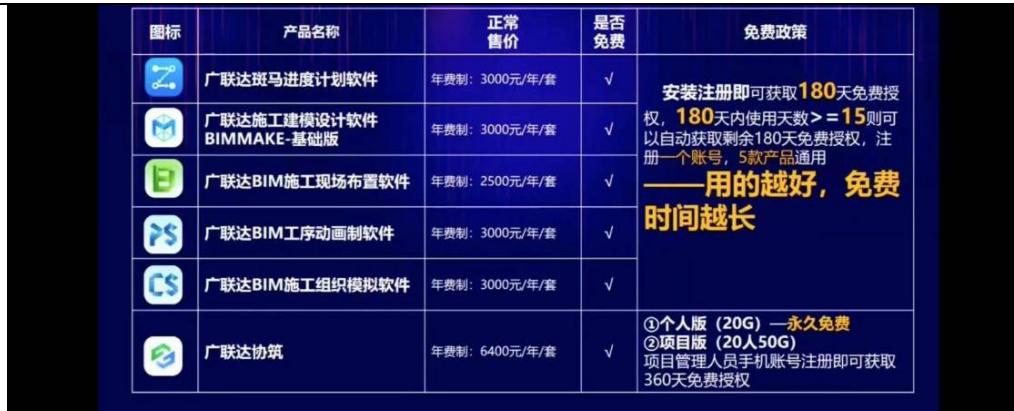 图标 产品名称 正常售价 是否免费 免费政策
广联达斑马进度计划软件 年费制：3000元/年/套 √
广联达施工建模设计软件
BIMMAKE-基础版 年费制：3000元/年/套 √
广联达BIM施工现场布置软件 年费制：2500元/年/套 √
广联达BIM工序动画制软件 年费制：3000元/年/套 √
广联达BIM施工组织模拟软件 年费制：3000元/年/套 √
安装注册即可获取180天免费授
权，180天内使用天数>=15则可
以自动获取剩余180天免费授权，注
册一个账号，5款产品通用
——用的越好，免费
时间越长
广联达协筑 年费制：6400元/年/套 √
①个人版（20G）—永久免费
②项目版（20人50G）
项目管理人员手机账号注册即可获取
360天免费授权